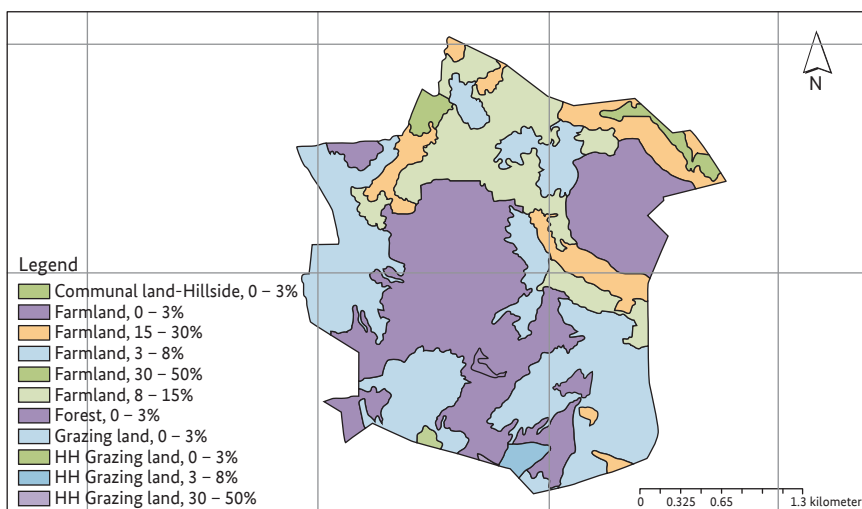 N
Legend
Communal land-Hillside, 0 – 3%
Farmland, 0 – 3%
Farmland, 15 – 30%
Farmland, 3 – 8%
Farmland, 30 – 50%
Farmland, 8 – 15%
Forest, 0 – 3%
Grazing land, 0 – 3%
HH Grazing land, 0 – 3%
HH Grazing land, 3 – 8%
HH Grazing land, 30 – 50%
0 0.325 0.65 1.3 kilometer